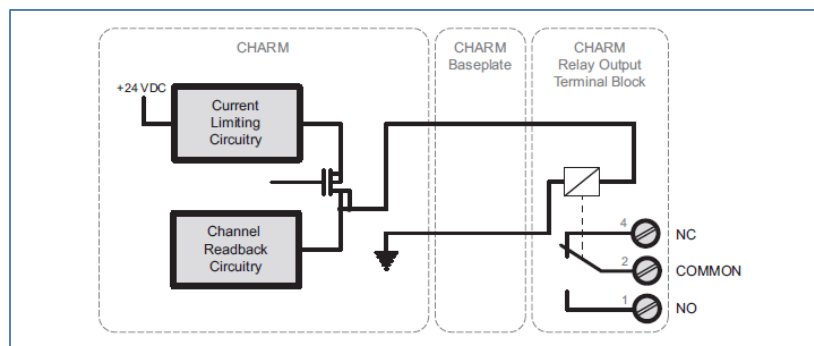 CHARM
CHARM
Baseplate
CHARM
Relay Output
Terminal Block
+24 VDC
Current
Limiting
Circuitry
Channel
Readback
Circuitry
4
NC
2
COMMON
1
NO